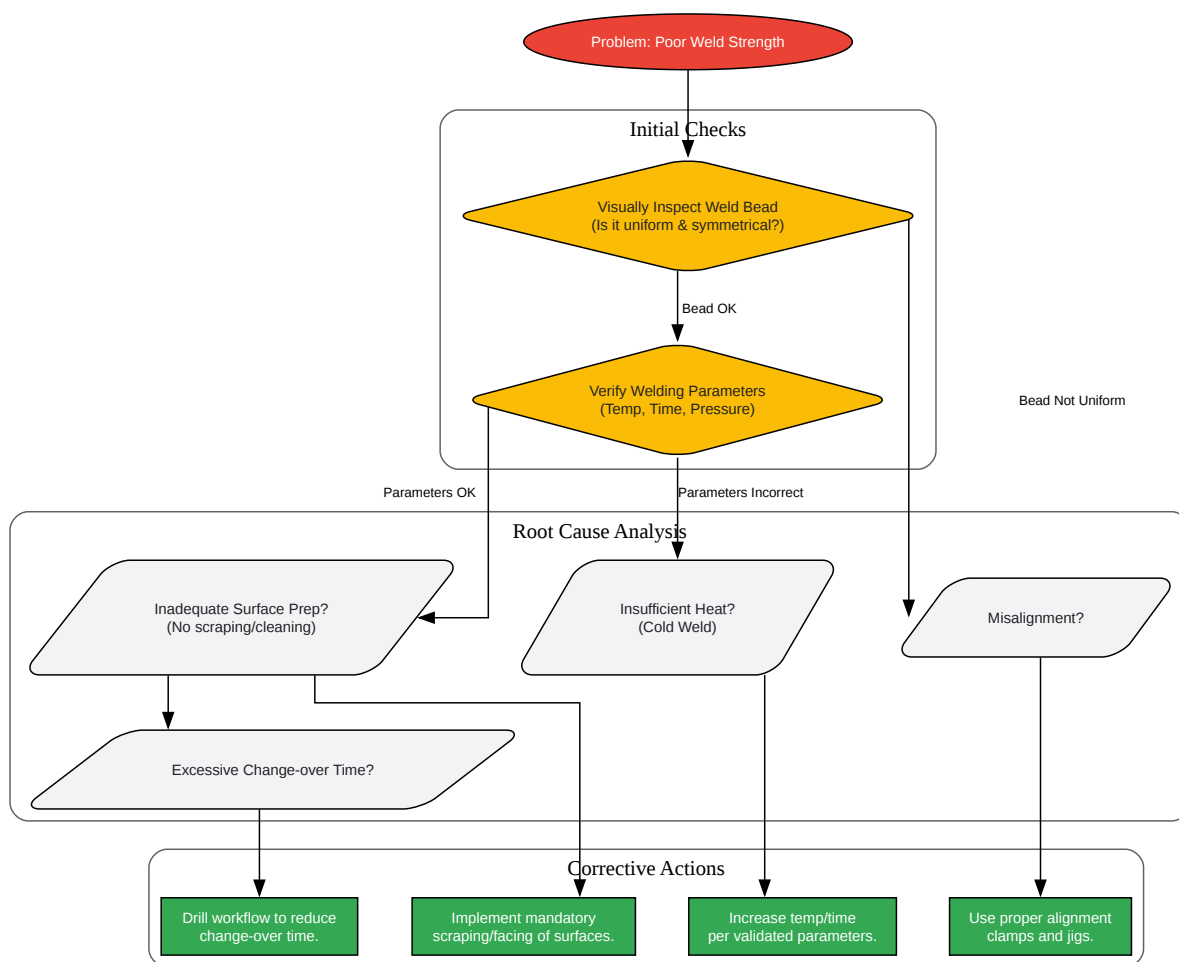 Problem: Poor Weld Strength
Initial Checks
Visually Inspect Weld Bead
(Is it uniform & symmetrical?)
Bead OK
Verify Welding Parameters
(Temp, Time, Pressure)
Bead Not Uniform
Parameters OK
Parameters Incorrect
Root Cause Analysis
Inadequate Surface Prep?
(No scraping/cleaning)
Insufficient Heat?
(Cold Weld)
Misalignment?
Excessive Change-over Time?
Corrective Actions
Drill workflow to reduce
change-over time.
Implement mandatory
scraping/facing of surfaces.
Increase temp/time
per validated parameters.
Use proper alignment
clamps and jigs.